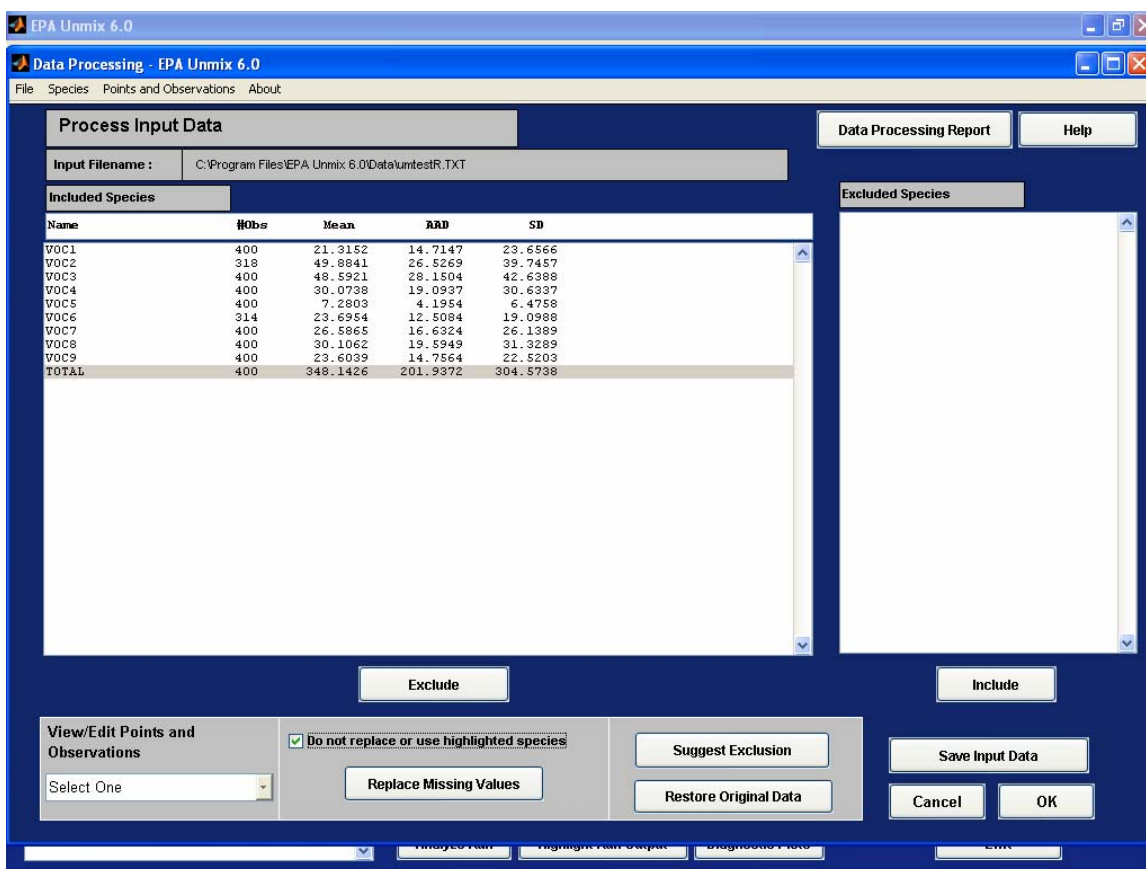 EPA Unmix 6.0
Data Processing - EPA Unmix 6.0
File Species Points and Observations About
Process Input Data
Data Processing Report
Help
Input Filename : C:\Program Files\EPA Unmix 6.0\Data\umtestR.TXT
Included Species
Excluded Species
Name #Obs Mean AAD SD
VOC1 400 21.3152 14.7147 23.6566
VOC2 318 49.8841 26.5269 39.7457
VOC3 400 48.5921 28.1504 42.6388
VOC4 400 30.0738 19.0937 30.6337
VOC5 400 7.2803 4.1954 6.4758
VOC6 314 23.6954 12.5084 19.0988
VOC7 400 26.5865 16.6324 26.1389
VOC8 400 30.1062 19.5949 31.3289
VOC9 400 23.6039 14.7564 22.5203
TOTAL 400 348.1426 201.9372 304.5738
Exclude
Include
View/Edit Points and
Observations
Select One
Do not replace or use highlighted species
Replace Missing Values
Suggest Exclusion
Restore Original Data
Save Input Data
Cancel
OK